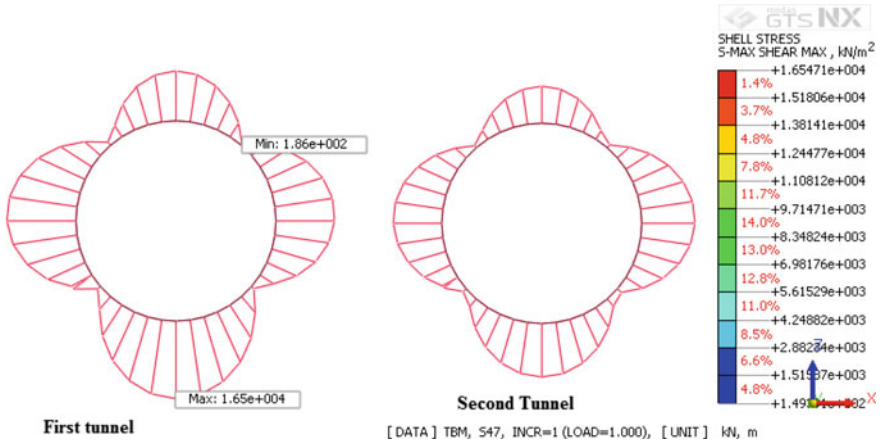 midas
GTS NX
SHELL STRESS
S-MAX SHEAR MAX , kN/m²
+1.65471e+004
1.4%
+1.51806e+004
3.7%
+1.38141e+004
4.8%
+1.24477e+004
7.8%
+1.10812e+004
11.7%
+9.71471e+003
14.0%
+8.34824e+003
13.0%
+6.98176e+003
12.8%
+5.61529e+003
11.0%
+4.24882e+003
8.5%
6.6%
4.8%
Min: 1.86e+002
Max: 1.65e+004
Z
X
First tunnel
Second Tunnel
[ DATA ] TBM, S47, INCR=1 (LOAD=1.000), [ UNIT ] kN, m